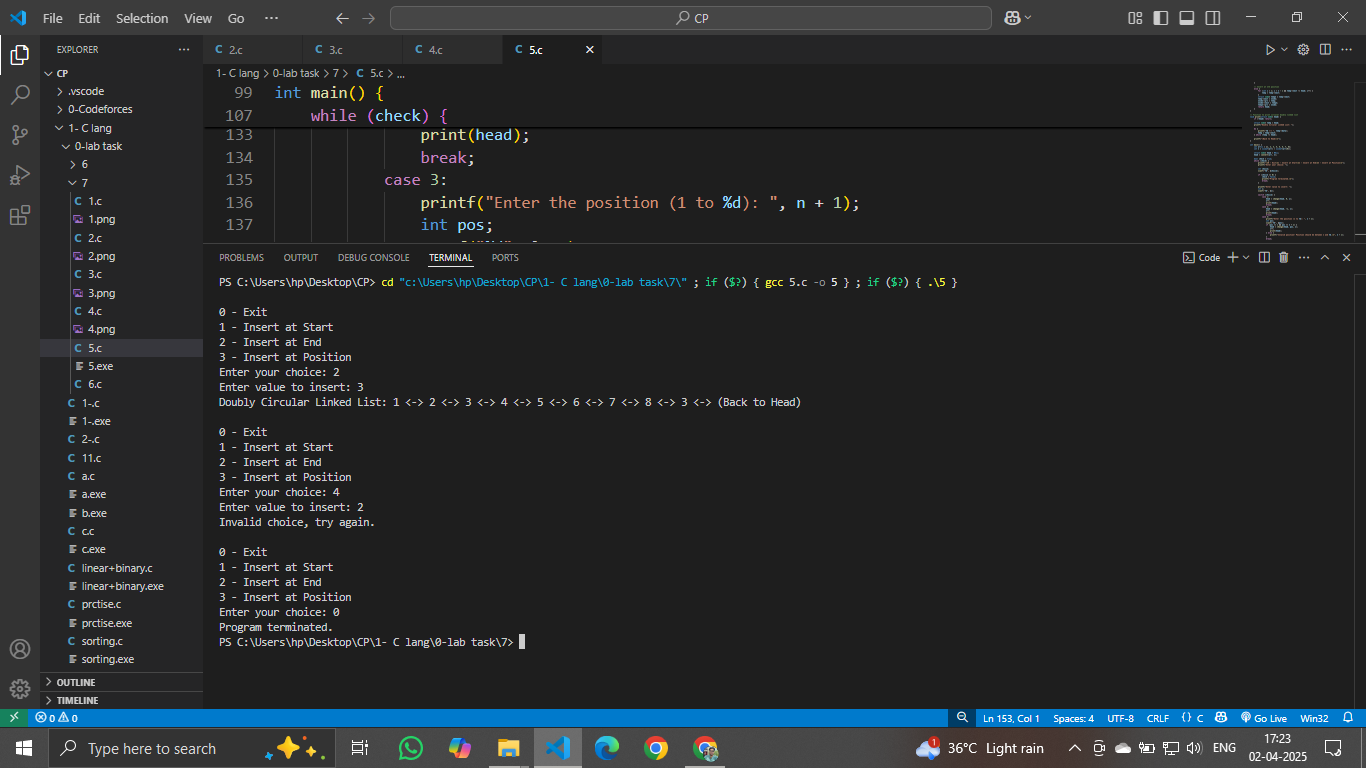 File Edit Selection View Go ··· CP
EXPLORER ···
CP
.vscode
0-Codeforces
1- C lang
0-lab task
6
7
C 1.c
1.png
C 2.c
2.png
C 3.c
3.png
C 4.c
4.png
C 5.c
5.exe
C 6.c
C 1-.c
1-.exe
C 2-.c
C 11.c
C a.c
a.exe
b.exe
C c.c
c.exe
C linear+binary.c
linear+binary.exe
C prctise.c
prctise.exe
C sorting.c
sorting.exe
OUTLINE
TIMELINE
C 2.c C 3.c C 4.c C 5.c
1- C lang > 0-lab task > 7 > C 5.c > ...
99 int main() {
107 while (check) {
133 print(head);
134 break;
135 case 3:
136 printf("Enter the position (1 to %d): ", n + 1);
137 int pos;
PROBLEMS OUTPUT DEBUG CONSOLE TERMINAL PORTS Code
PS C:\Users\hp\Desktop\CP> cd "c:\Users\hp\Desktop\CP\1- C lang\0-lab task\7\" ; if ($?) { gcc 5.c -o 5 } ; if ($?) { .\5 }
0 - Exit
1 - Insert at Start
2 - Insert at End
3 - Insert at Position
Enter your choice: 2
Enter value to insert: 3
Doubly Circular Linked List: 1 <-> 2 <-> 3 <-> 4 <-> 5 <-> 6 <-> 7 <-> 8 <-> 3 <-> (Back to Head)
0 - Exit
1 - Insert at Start
2 - Insert at End
3 - Insert at Position
Enter your choice: 4
Enter value to insert: 2
Invalid choice, try again.
0 - Exit
1 - Insert at Start
2 - Insert at End
3 - Insert at Position
Enter your choice: 0
Program terminated.
PS C:\Users\hp\Desktop\CP\1- C lang\0-lab task\7>
0 0 Ln 153, Col 1 Spaces: 4 UTF-8 CRLF {} C Go Live Win32
Type here to search 36°C Light rain ENG 17:23
02-04-2025